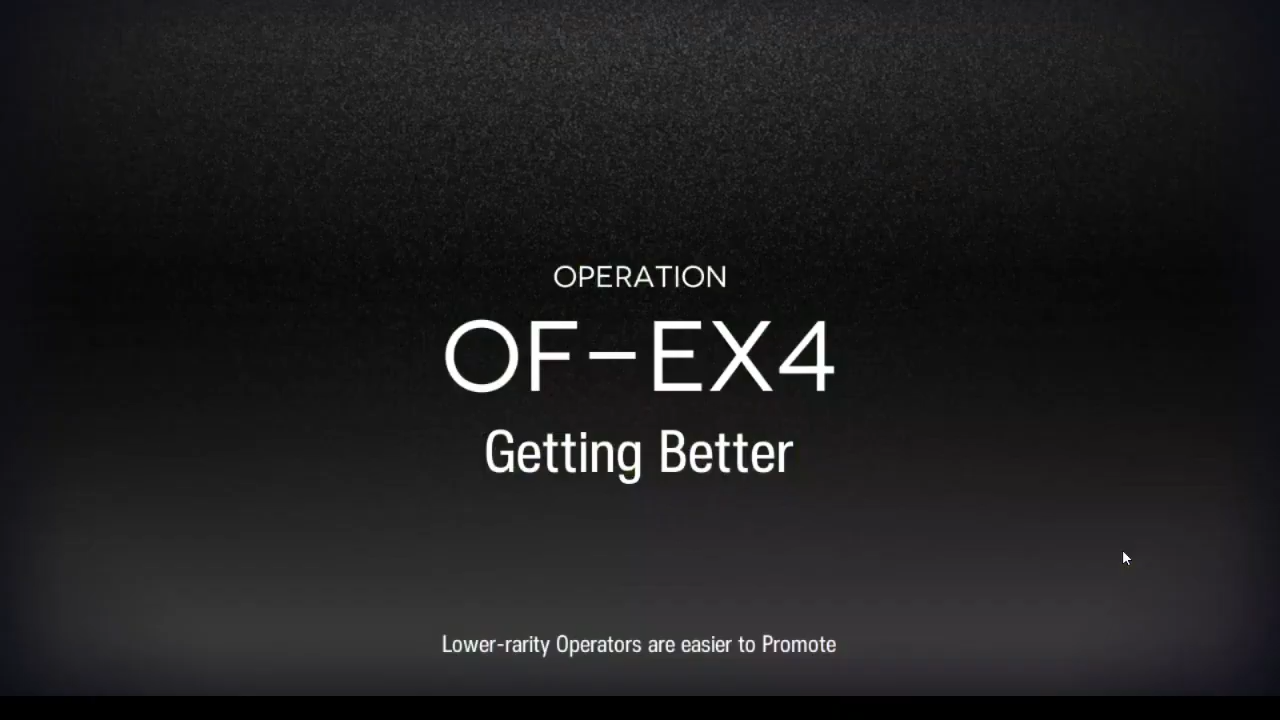 OPERATION
OF-EX4
Getting Better
Lower-rarity Operators are easier to Promote